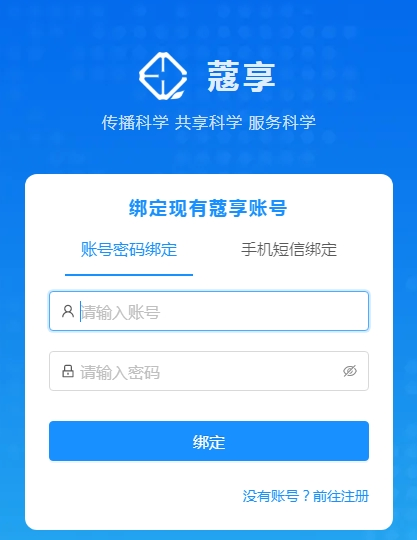 蔻享
传播科学 共享科学 服务科学
绑定现有蔻享账号
账号密码绑定 手机短信绑定
请输入账号
请输入密码
绑定
没有账号？前往注册